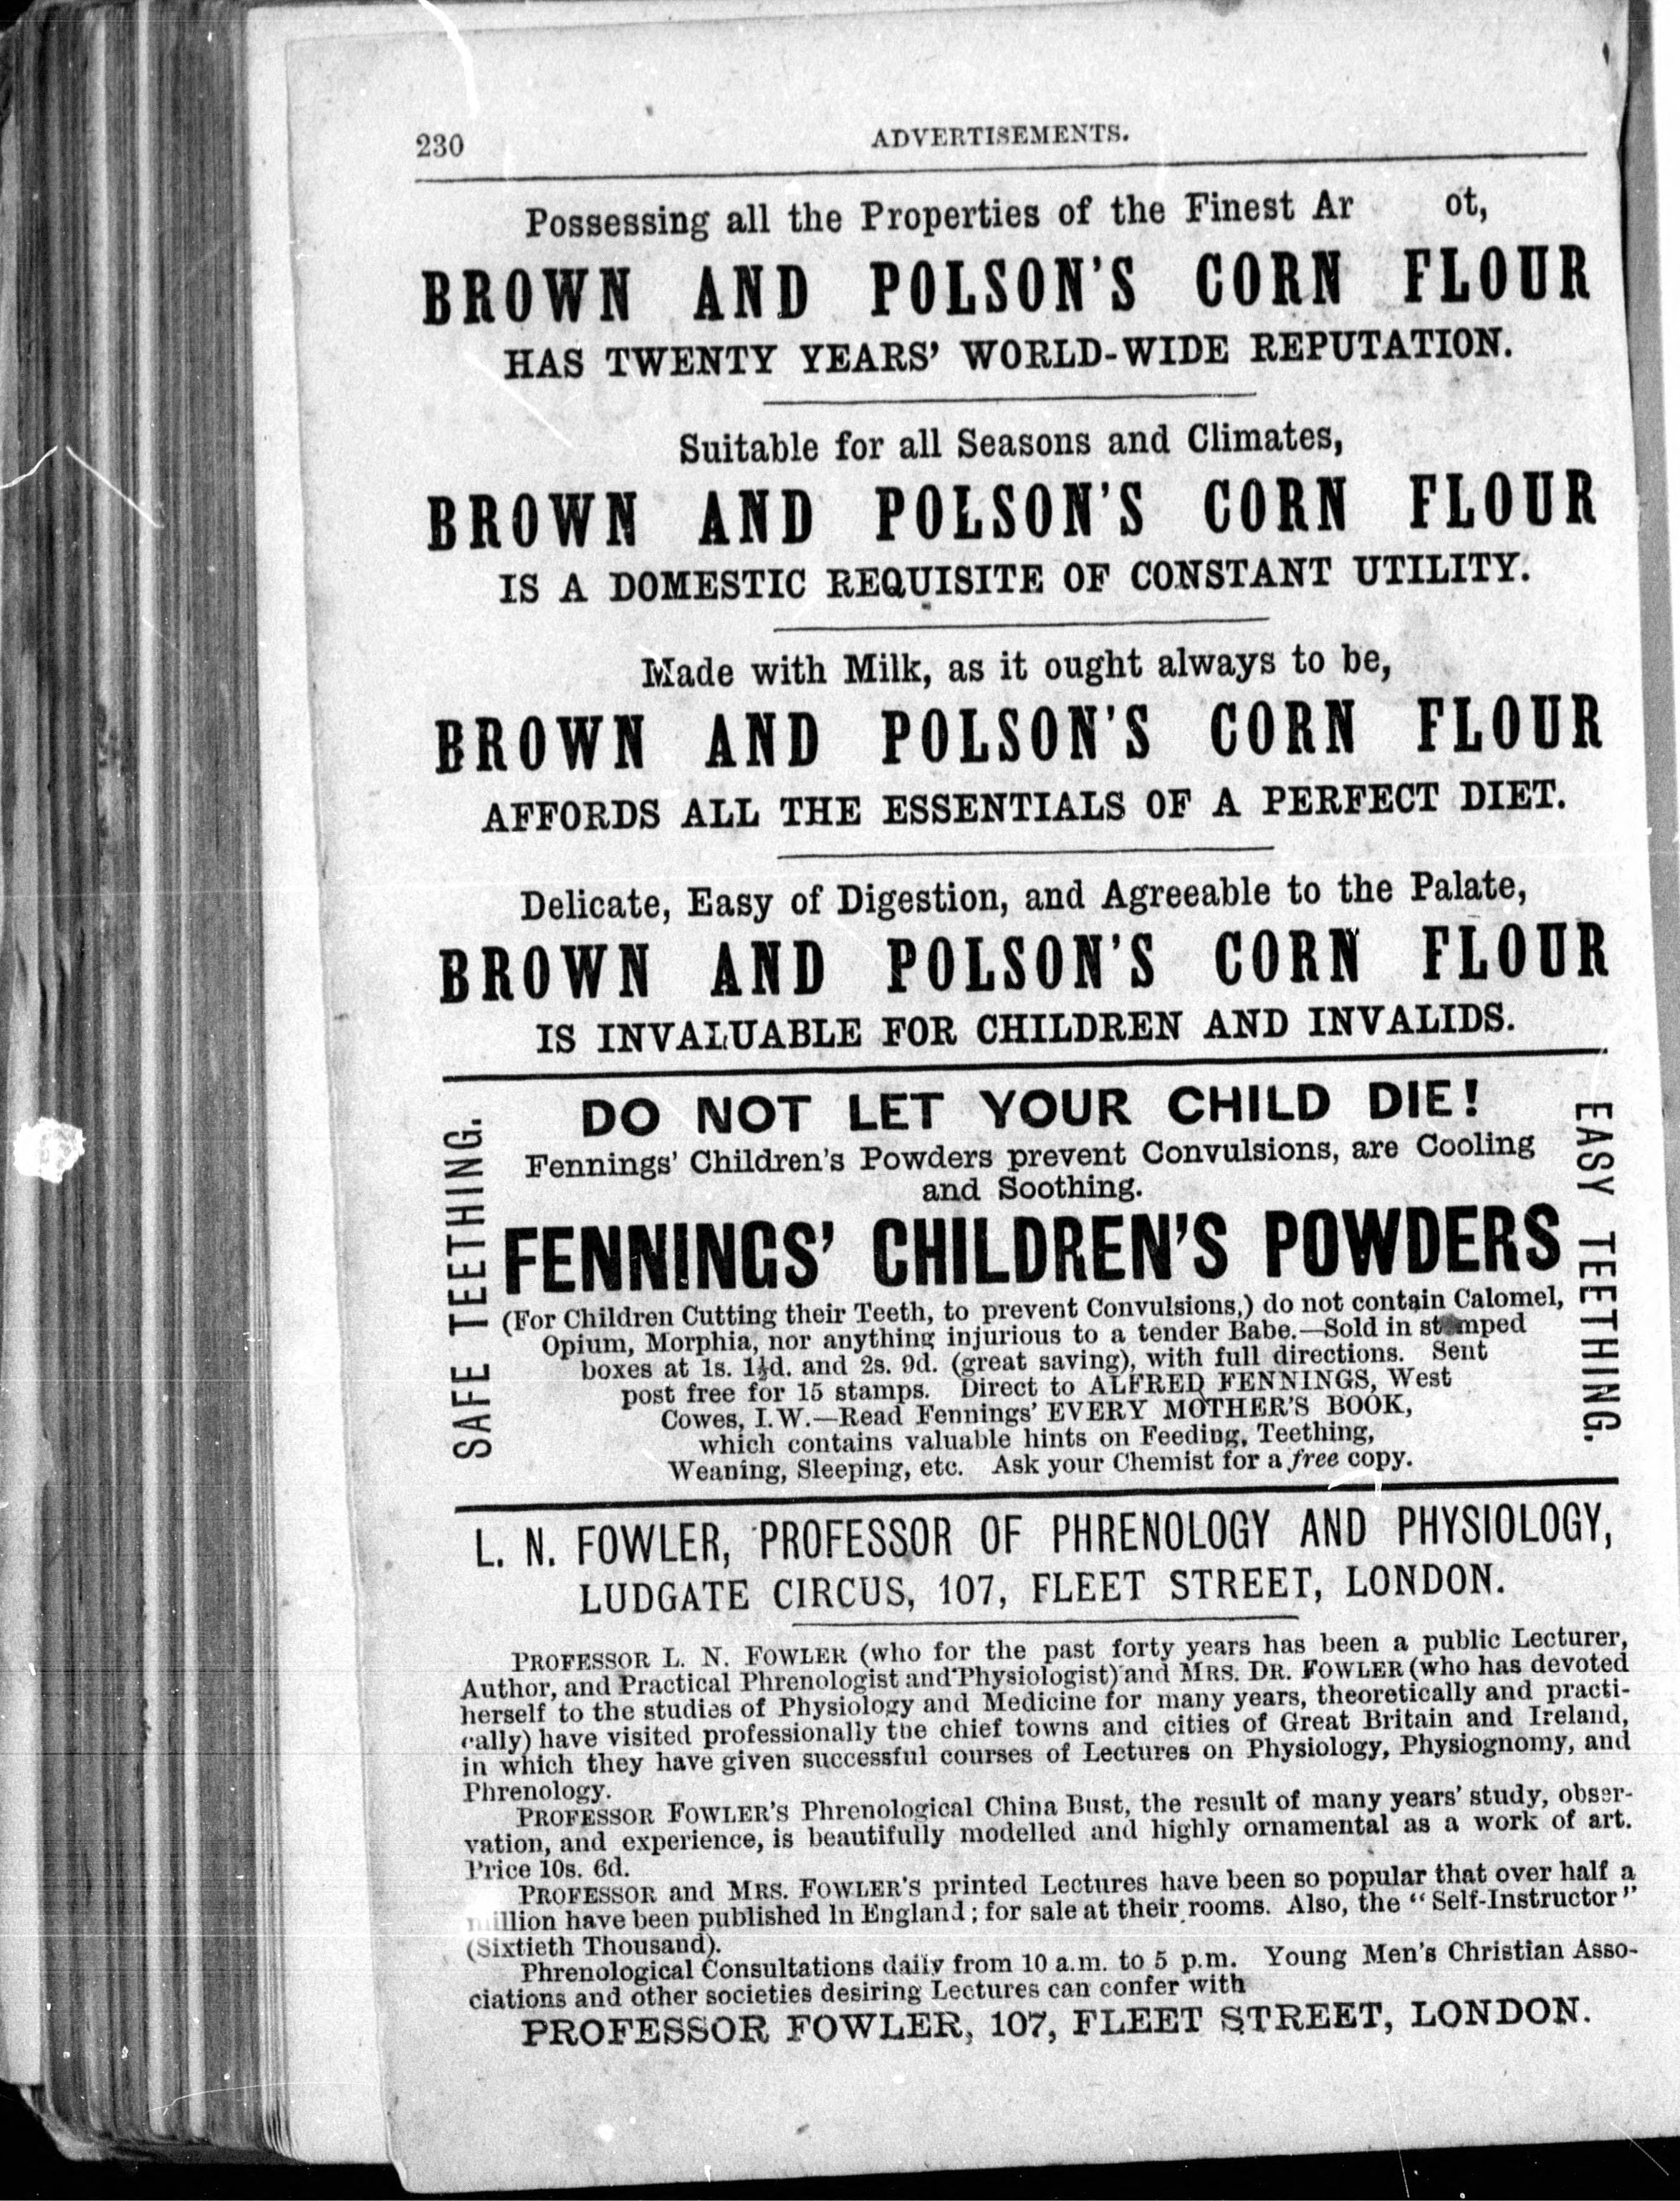 230
ADVERTISEMENTS.
Possessing all the Properties of the Finest Ar ot,
BROWN AND POLSON'S CORN FLOUR
HAS TWENTY YEARS' WORLD-WIDE REPUTATION.
Suitable for all Seasons and Climates,
BROWN AND POLSON'S CORN FLOUR
IS A DOMESTIC REQUISITE OF CONSTANT UTILITY.
Made with Milk, as it ought always to be,
BROWN AND POLSON'S CORN FLOUR
AFFORDS ALL THE ESSENTIALS OF A PERFECT DIET.
Delicate, Easy of Digestion, and Agreeable to the Palate,
BROWN AND POLSON'S CORN FLOUR
IS INVALUABLE FOR CHILDREN AND INVALIDS.
SAFE TEETHING.
DO NOT LET YOUR CHILD DIE!
Fennings' Children's Powders prevent Convulsions, are Cooling
and Soothing.
FENNINGS' CHILDREN'S POWDERS
(For Children Cutting their Teeth, to prevent Convulsions,) do not contain Calomel,
Opium, Morphia, nor anything injurious to a tender Babe.—Sold in stamped
boxes at 1s. 1½d. and 2s. 9d. (great saving), with full directions. Sent
post free for 15 stamps. Direct to ALFRED FENNINGS, West
Cowes, I.W.—Read Fennings' EVERY MOTHER'S BOOK,
which contains valuable hints on Feeding, Teething,
Weaning, Sleeping, etc. Ask your Chemist for a free copy.
EASY TEETHING.
L. N. FOWLER, PROFESSOR OF PHRENOLOGY AND PHYSIOLOGY,
LUDGATE CIRCUS, 107, FLEET STREET, LONDON.
PROFESSOR L. N. FOWLER (who for the past forty years has been a public Lecturer,
Author, and Practical Phrenologist and Physiologist) and MRS. DR. FOWLER (who has devoted
herself to the studies of Physiology and Medicine for many years, theoretically and practi-
cally) have visited professionally the chief towns and cities of Great Britain and Ireland,
in which they have given successful courses of Lectures on Physiology, Physiognomy, and
Phrenology.
PROFESSOR FOWLER'S Phrenological China Bust, the result of many years' study, obser-
vation, and experience, is beautifully modelled and highly ornamental as a work of art.
Price 10s. 6d.
PROFESSOR and MRS. FOWLER'S printed Lectures have been so popular that over half a
million have been published in England; for sale at their rooms. Also, the "Self-Instructor"
(Sixtieth Thousand).
Phrenological Consultations daily from 10 a.m. to 5 p.m. Young Men's Christian Asso-
ciations and other societies desiring Lectures can confer with
PROFESSOR FOWLER, 107, FLEET STREET, LONDON.